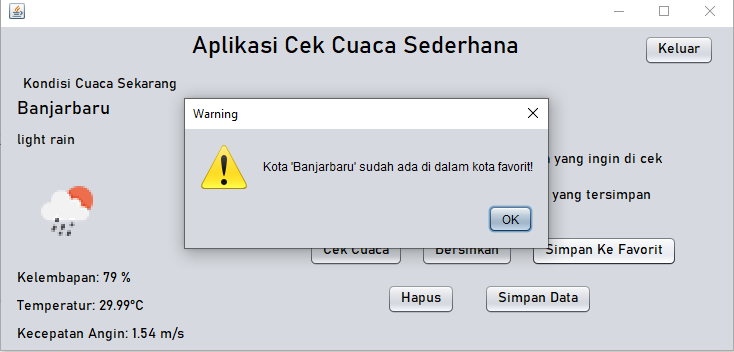 Aplikasi Cek Cuaca Sederhana
Keluar
Kondisi Cuaca Sekarang
Banjarbaru
light rain
Warning
Kota 'Banjarbaru' sudah ada di dalam kota favorit!
OK
yang ingin di cek
yang tersimpan
Cek Cuaca
Bersihkan
Simpan Ke Favorit
Kelembapan: 79 %
Hapus
Simpan Data
Temperatur: 29.99°C
Kecepatan Angin: 1.54 m/s